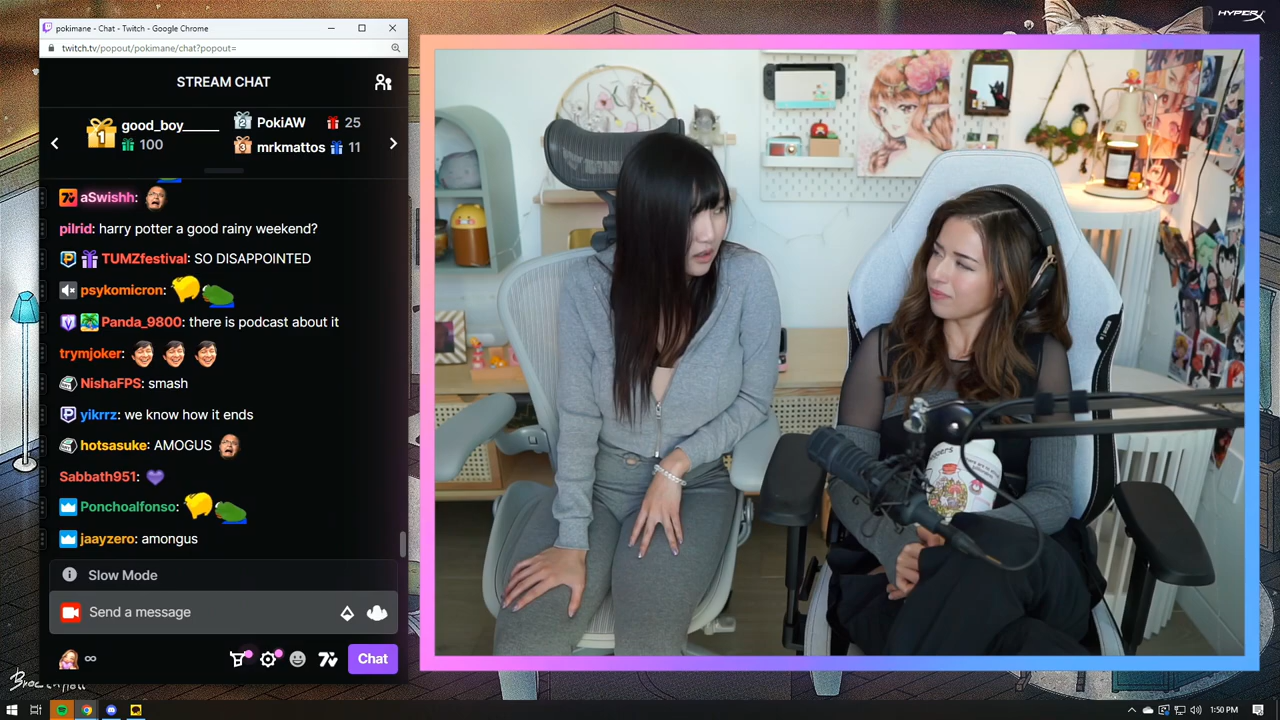 pokimane - Chat - Twitch - Google Chrome
twitch.tv/popout/pokimane/chat?popout=
STREAM CHAT
1 good_boy_____ 100
2 PokiAW 25
3 mrkmattos 11
aSwishh:
pilrid: harry potter a good rainy weekend?
TUMZfestival: SO DISAPPOINTED
psykomicron:
Panda_9800: there is podcast about it
trymjoker:
NishaFPS: smash
yikrrz: we know how it ends
hotsasuke: AMOGUS
Sabbath951:
Ponchoalfonso:
jaayzero: amongus
Slow Mode
Send a message
∞
Chat
HYPERX
1:50 PM